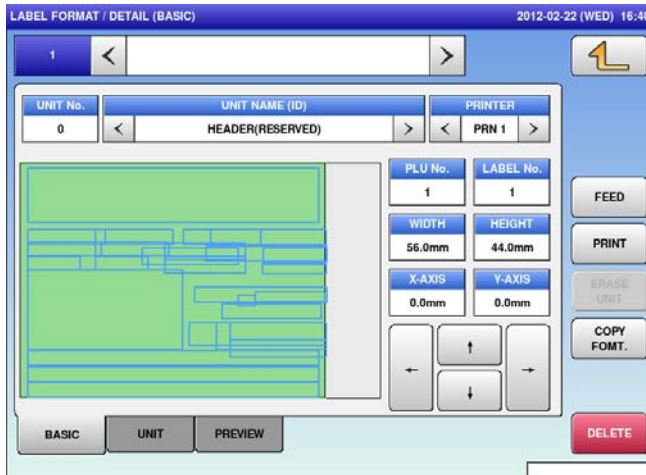 LABEL FORMAT / DETAIL (BASIC) 2012-02-22 (WED) 16:40
1
UNIT No. UNIT NAME (ID) PRINTER
0 < HEADER(RESERVED) > < PRN 1 >
PLU No. LABEL No.
1 1
WIDTH HEIGHT
56.0mm 44.0mm
X-AXIS Y-AXIS
0.0mm 0.0mm
FEED
PRINT
ERASE
UNIT
COPY
FOMT.
BASIC UNIT PREVIEW DELETE